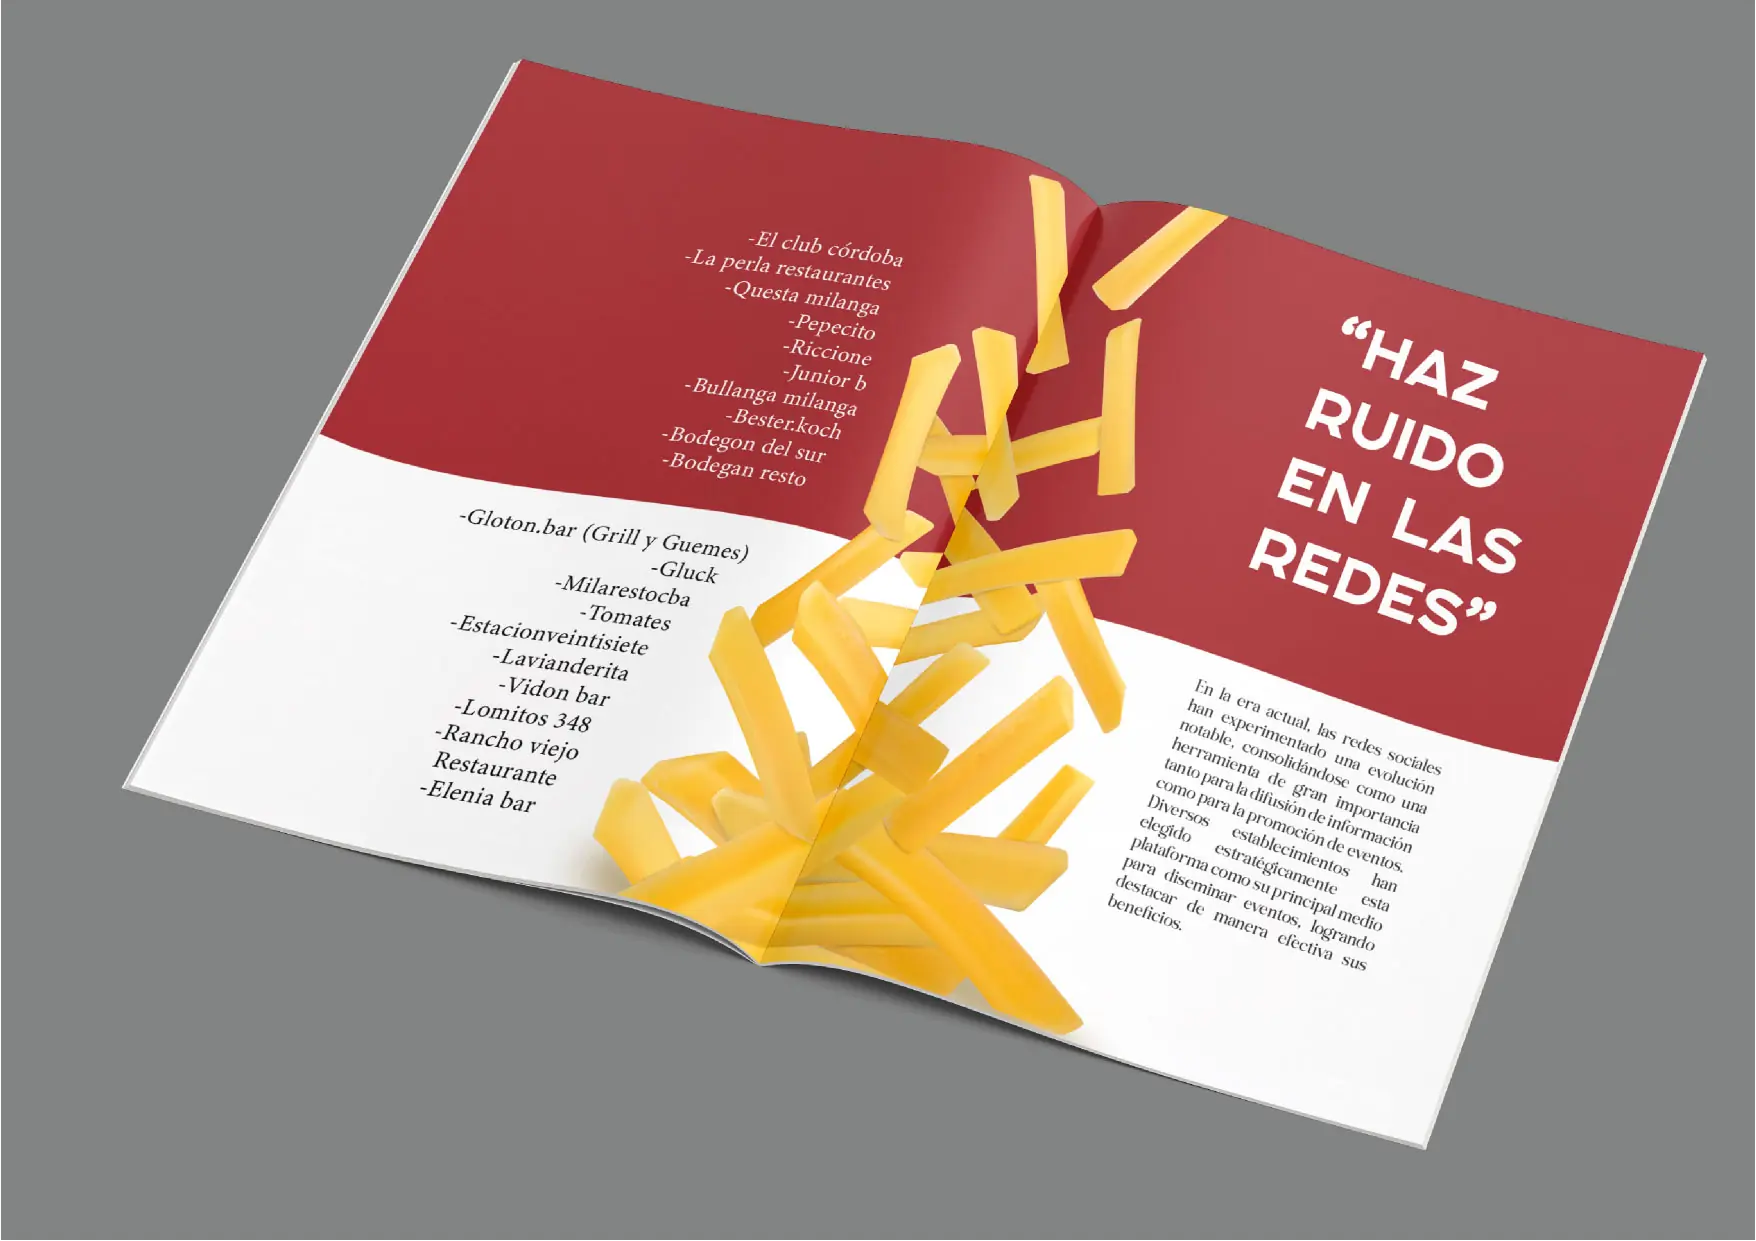 -El club córdoba
-La perla restaurantes
-Questa milanga
-Pepecito
-Riccione
-Junior b
-Bullanga milanga
-Bester.koch
-Bodegon del sur
-Bodegan resto
-Gloton.bar (Grill y Guemes)
-Gluck
-Milarestocba
-Tomates
-Estacionveintisiete
-Lavianderita
-Vidon bar
-Lomitos 348
-Rancho viejo
Restaurante
-Elenia bar
“HAZ
RUIDO
EN LAS
REDES”
En la era actual, las redes sociales
han experimentado una evolución
notable, consolidándose como una
herramienta de gran importancia
tanto para la difusión de información
como para la promoción de eventos.
Diversos establecimientos han
elegido estratégicamente esta
plataforma como su principal medio
para diseminar eventos, logrando
destacar de manera efectiva sus
beneficios.